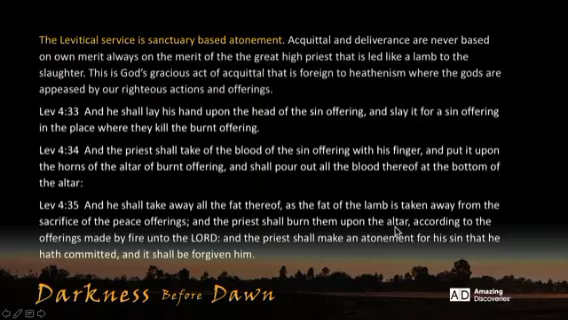 The Levitical service is sanctuary based atonement. Acquittal and deliverance are never based
on own merit always on the merit of the the great high priest that is led like a lamb to the
slaughter. This is God's gracious act of acquittal that is foreign to heathenism where the gods are
appeased by our righteous actions and offerings.
Lev 4:33 And he shall lay his hand upon the head of the sin offering, and slay it for a sin offering
in the place where they kill the burnt offering.
Lev 4:34 And the priest shall take of the blood of the sin offering with his finger, and put it upon
the horns of the altar of burnt offering, and shall pour out all the blood thereof at the bottom of
the altar:
Lev 4:35 And he shall take away all the fat thereof, as the fat of the lamb is taken away from the
sacrifice of the peace offerings; and the priest shall burn them upon the altar, according to the
offerings made by fire unto the LORD: and the priest shall make an atonement for his sin that he
hath committed, and it shall be forgiven him.
Darkness Before Dawn
AD Amazing
Discoveries